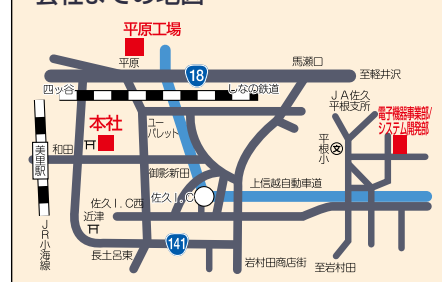 会社までの地図
平原工場
平原
馬瀬口
18
至軽井沢
四ッ谷
しなの鉄道
JA佐久
平根支所
電子機器事業部/
システム開発部
本社
ユー
パレット
平根小
文
美里駅
和田
御影新田
上信越自動車道
佐久I.C西
佐久I.C
近津
JR小海線
141
長土呂東
岩村田商店街
至岩村田